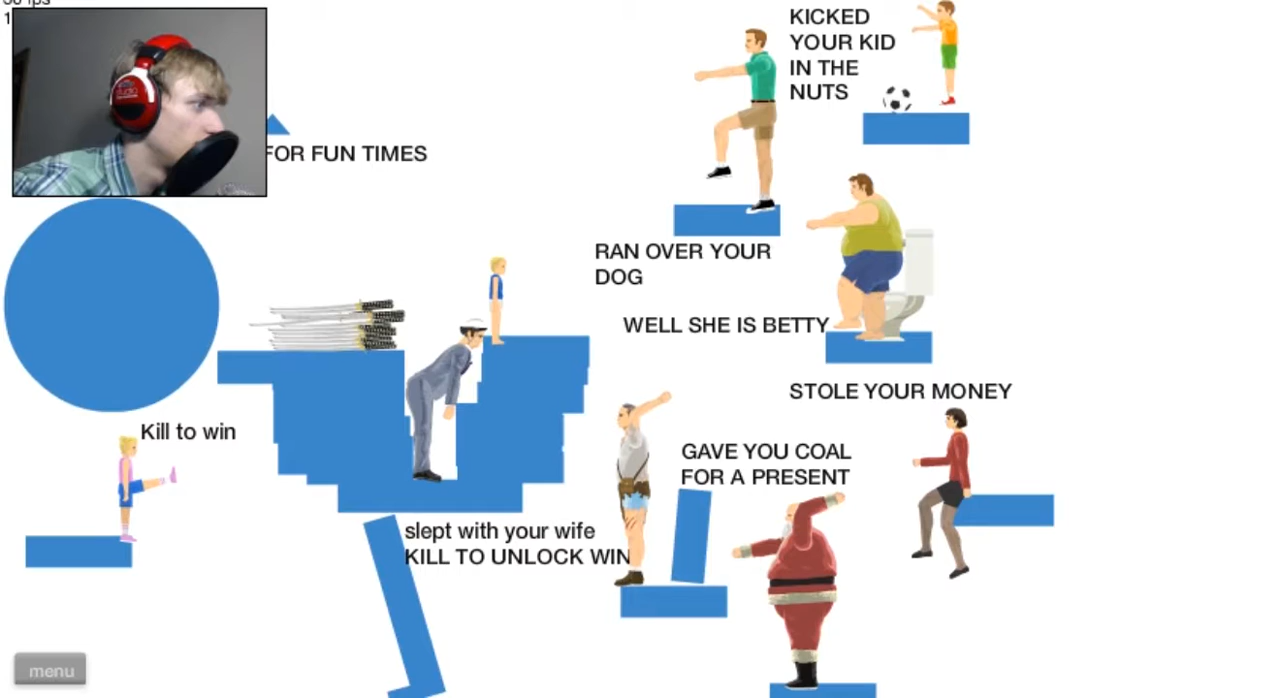 KICKED
YOUR KID
IN THE
NUTS
FOR FUN TIMES
RAN OVER YOUR
DOG
WELL SHE IS BETTY
STOLE YOUR MONEY
Kill to win
GAVE YOU COAL
FOR A PRESENT
slept with your wife
KILL TO UNLOCK WIN
menu